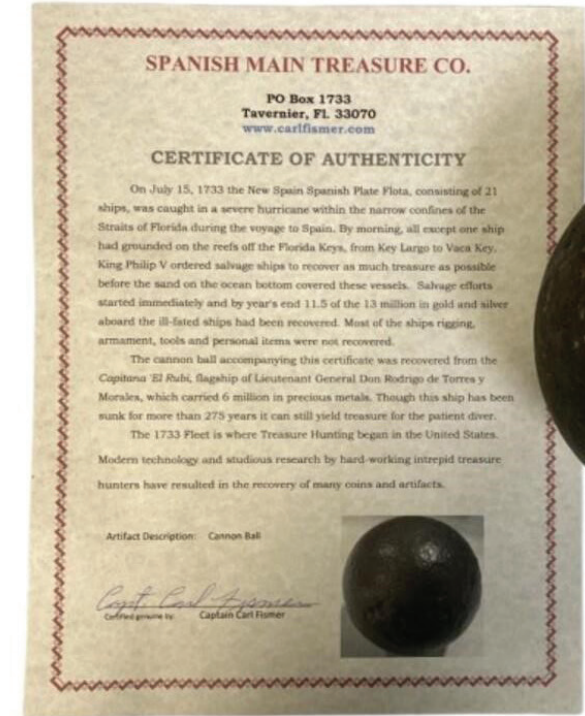 SPANISH MAIN TREASURE CO.
PO Box 1733
Tavernier, Fl. 33070
www.carlfismer.com
CERTIFICATE OF AUTHENTICITY
On July 15, 1733 the New Spain Spanish Plate Flota, consisting of 21
ships, was caught in a severe hurricane within the narrow confines of the
Straits of Florida during the voyage to Spain. By morning, all except one ship
had grounded on the reefs off the Florida Keys, from Key Largo to Vaca Key.
King Philip V ordered salvage ships to recover as much treasure as possible
before the sand on the ocean bottom covered these vessels. Salvage efforts
started immediately and by year's end 11.5 of the 13 million in gold and silver
aboard the ill-fated ships had been recovered. Most of the ships rigging,
armament, tools and personal items were not recovered.
The cannon ball accompanying this certificate was recovered from the
Capitana 'El Rubi, flagship of Lieutenant General Don Rodrigo de Torres y
Morales, which carried 6 million in precious metals. Though this ship has been
sunk for more than 275 years it can still yield treasure for the patient diver.
The 1733 Fleet is where Treasure Hunting began in the United States.
Modern technology and studious research by hard-working intrepid treasure
hunters have resulted in the recovery of many coins and artifacts.
Artifact Description: Cannon Ball
Capt. Carl Fismer
Certified genuine by: Captain Carl Fismer